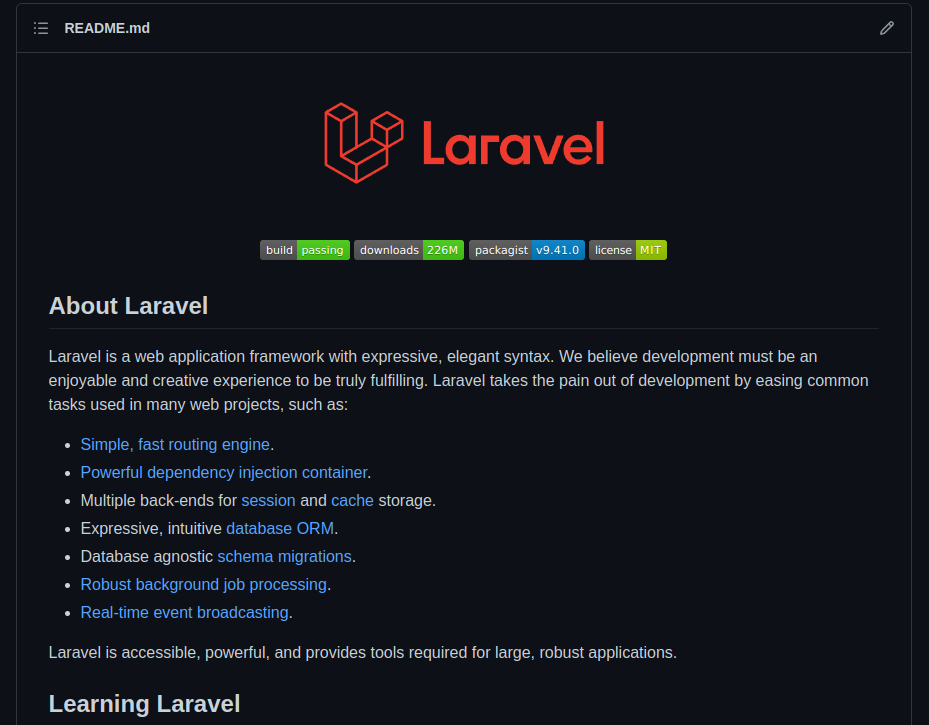 README.md
Laravel
build passing downloads 226M packagist v9.41.0 license MIT
About Laravel
Laravel is a web application framework with expressive, elegant syntax. We believe development must be an
enjoyable and creative experience to be truly fulfilling. Laravel takes the pain out of development by easing common
tasks used in many web projects, such as:
Simple, fast routing engine.
Powerful dependency injection container.
Multiple back-ends for session and cache storage.
Expressive, intuitive database ORM.
Database agnostic schema migrations.
Robust background job processing.
Real-time event broadcasting.
Laravel is accessible, powerful, and provides tools required for large, robust applications.
Learning Laravel